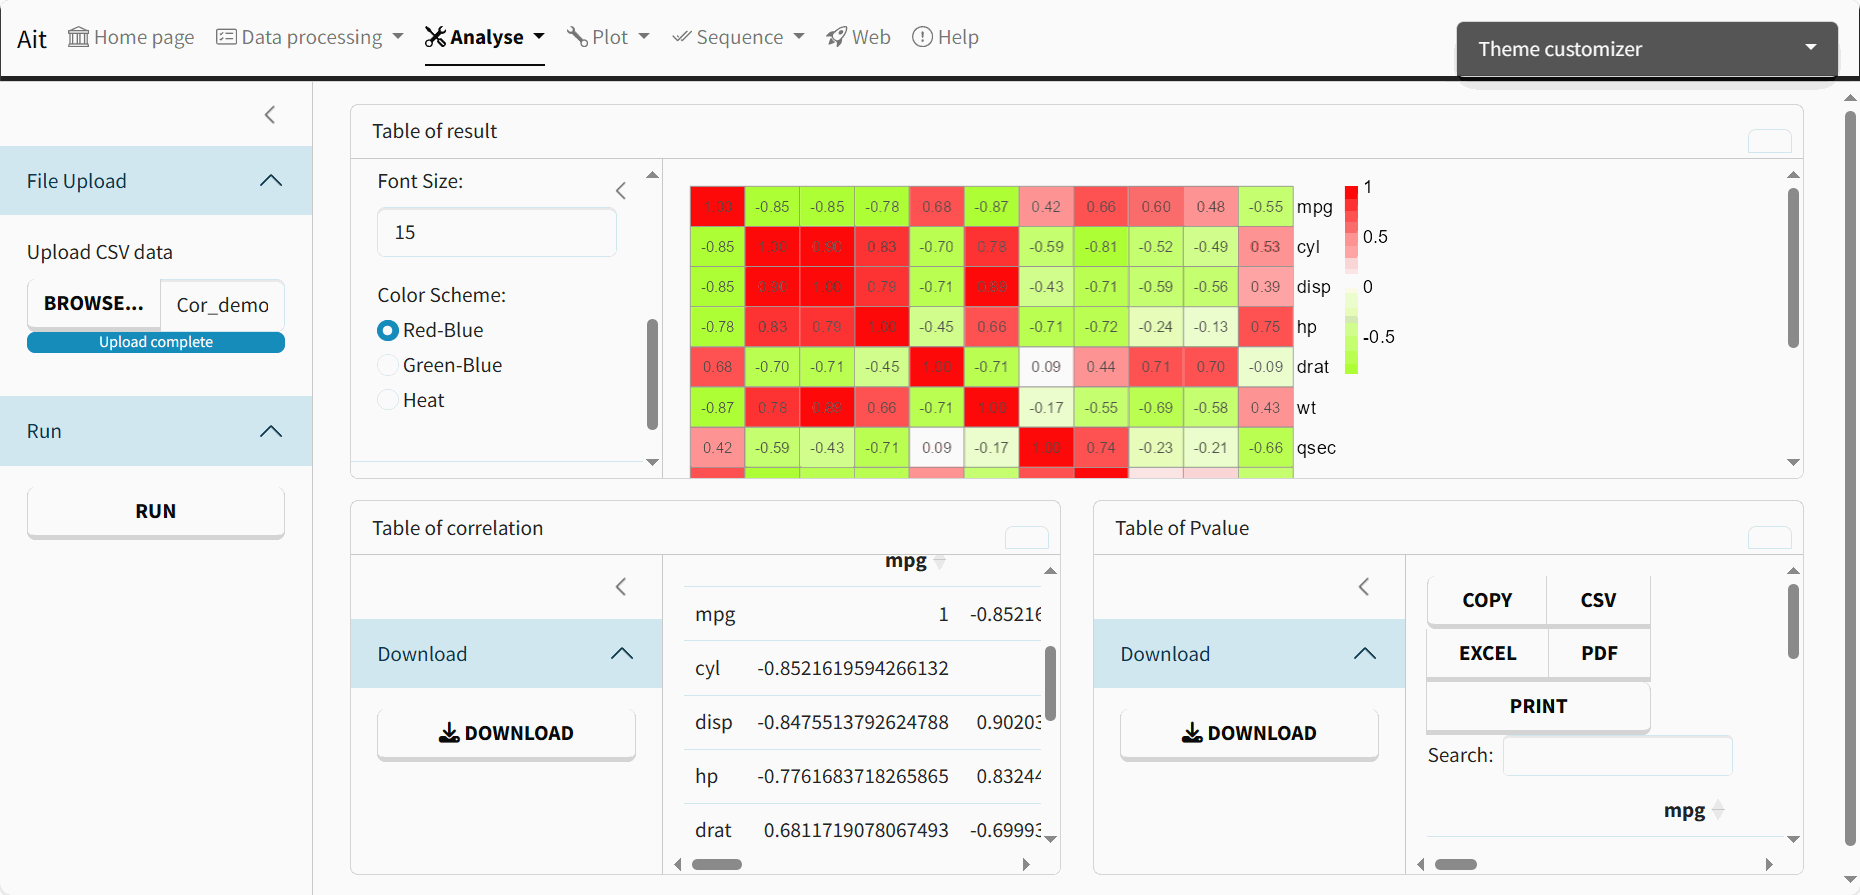 Ait Home page Data processing Analyse Plot Sequence Web Help Theme customizer
File Upload
Upload CSV data
BROWSE... Cor_demo
Upload complete
Run
RUN
Table of result
Font Size:
15
Color Scheme:
Red-Blue
Green-Blue
Heat
1.00 -0.85 -0.85 -0.78 0.68 -0.87 0.42 0.66 0.60 0.48 -0.55 mpg
-0.85 1.00 0.90 0.83 -0.70 0.78 -0.59 -0.81 -0.52 -0.49 0.53 cyl
-0.85 0.90 1.00 0.79 -0.71 0.89 -0.43 -0.71 -0.59 -0.56 0.39 disp
-0.78 0.83 0.79 1.00 -0.45 0.66 -0.71 -0.72 -0.24 -0.13 0.75 hp
0.68 -0.70 -0.71 -0.45 1.00 -0.71 0.09 0.44 0.71 0.70 -0.09 drat
-0.87 0.78 0.89 0.66 -0.71 1.00 -0.17 -0.55 -0.69 -0.58 0.43 wt
0.42 -0.59 -0.43 -0.71 0.09 -0.17 1.00 0.74 -0.23 -0.21 -0.66 qsec
1
0.5
0
-0.5
Table of correlation
Download
DOWNLOAD
mpg
mpg 1 -0.85216
cyl -0.8521619594266132
disp -0.8475513792624788 0.90203
hp -0.7761683718265865 0.83244
drat 0.6811719078067493 -0.69993
Table of Pvalue
Download
DOWNLOAD
COPY CSV
EXCEL PDF
PRINT
Search:
mpg